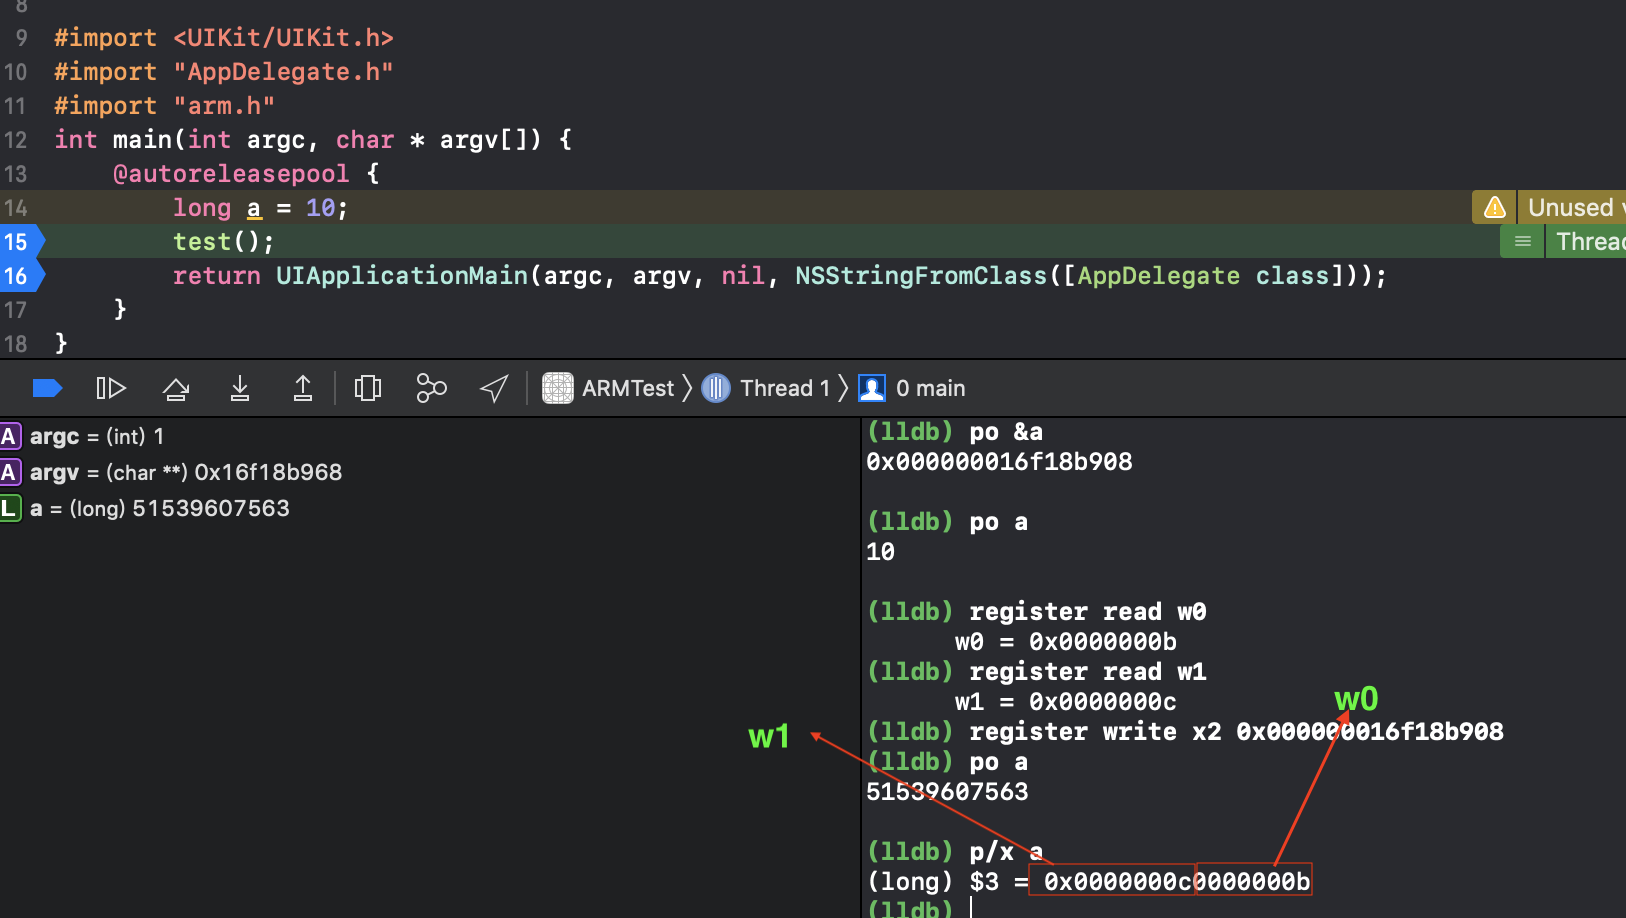 8
9 #import <UIKit/UIKit.h>
10 #import "AppDelegate.h"
11 #import "arm.h"
12 int main(int argc, char * argv[]) {
13 @autoreleasepool {
14 long a = 10; Unused
15 test();
16 return UIApplicationMain(argc, argv, nil, NSStringFromClass([AppDelegate class]));
17 }
18 }
ARMTest 〉 Thread 1 〉 0 main
A argc = (int) 1
A argv = (char **) 0x16f18b968
L a = (long) 51539607563
(lldb) po &a
0x000000016f18b908
(lldb) po a
10
(lldb) register read w0
w0 = 0x0000000b
(lldb) register read w1
w1 = 0x0000000c
w0
(lldb) register write x2 0x000000016f18b908
w1
(lldb) po a
51539607563
(lldb) p/x a
(long) $3 = 0x0000000c0000000b
(lldb)